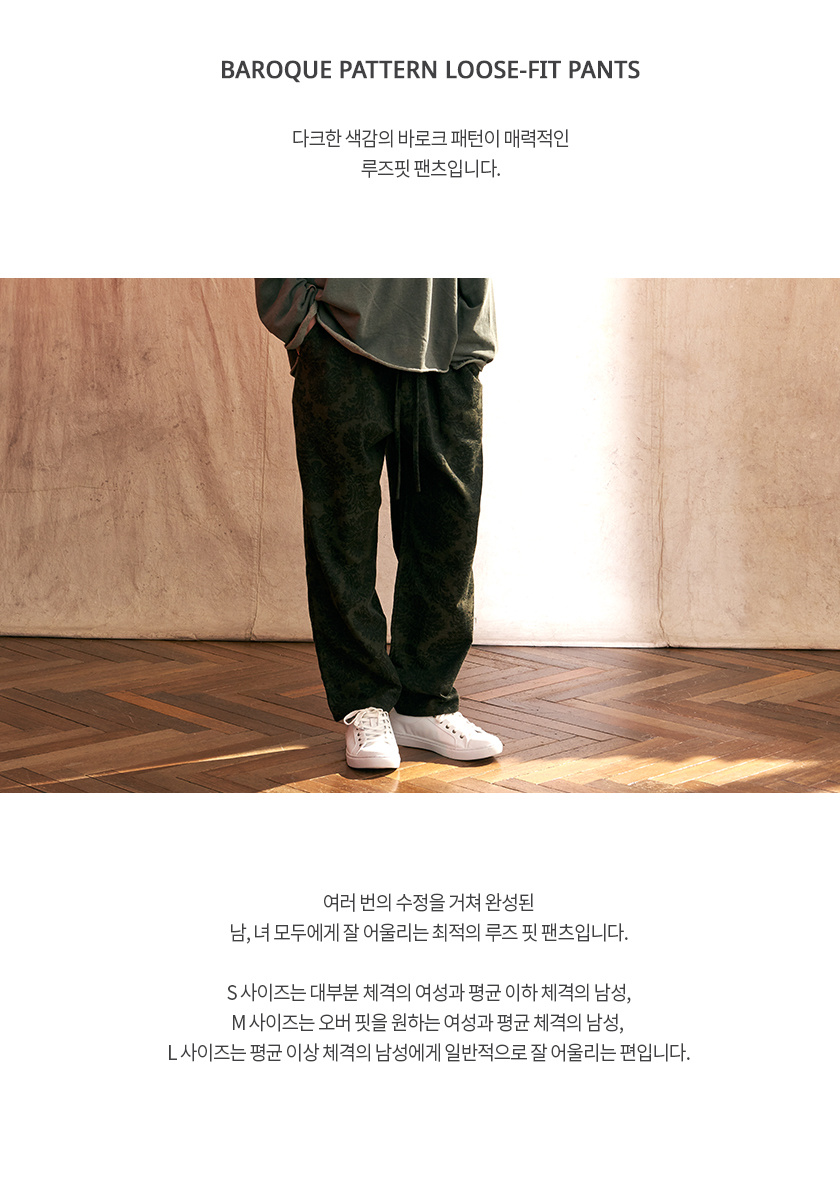 BAROQUE PATTERN LOOSE-FIT PANTS
다크한 색감의 바로크 패턴이 매력적인
루즈핏 팬츠입니다.
여러 번의 수정을 거쳐 완성된
남, 녀 모두에게 잘 어울리는 최적의 루즈 핏 팬츠입니다.
S 사이즈는 대부분 체격의 여성과 평균 이하 체격의 남성,
M 사이즈는 오버 핏을 원하는 여성과 평균 체격의 남성,
L 사이즈는 평균 이상 체격의 남성에게 일반적으로 잘 어울리는 편입니다.